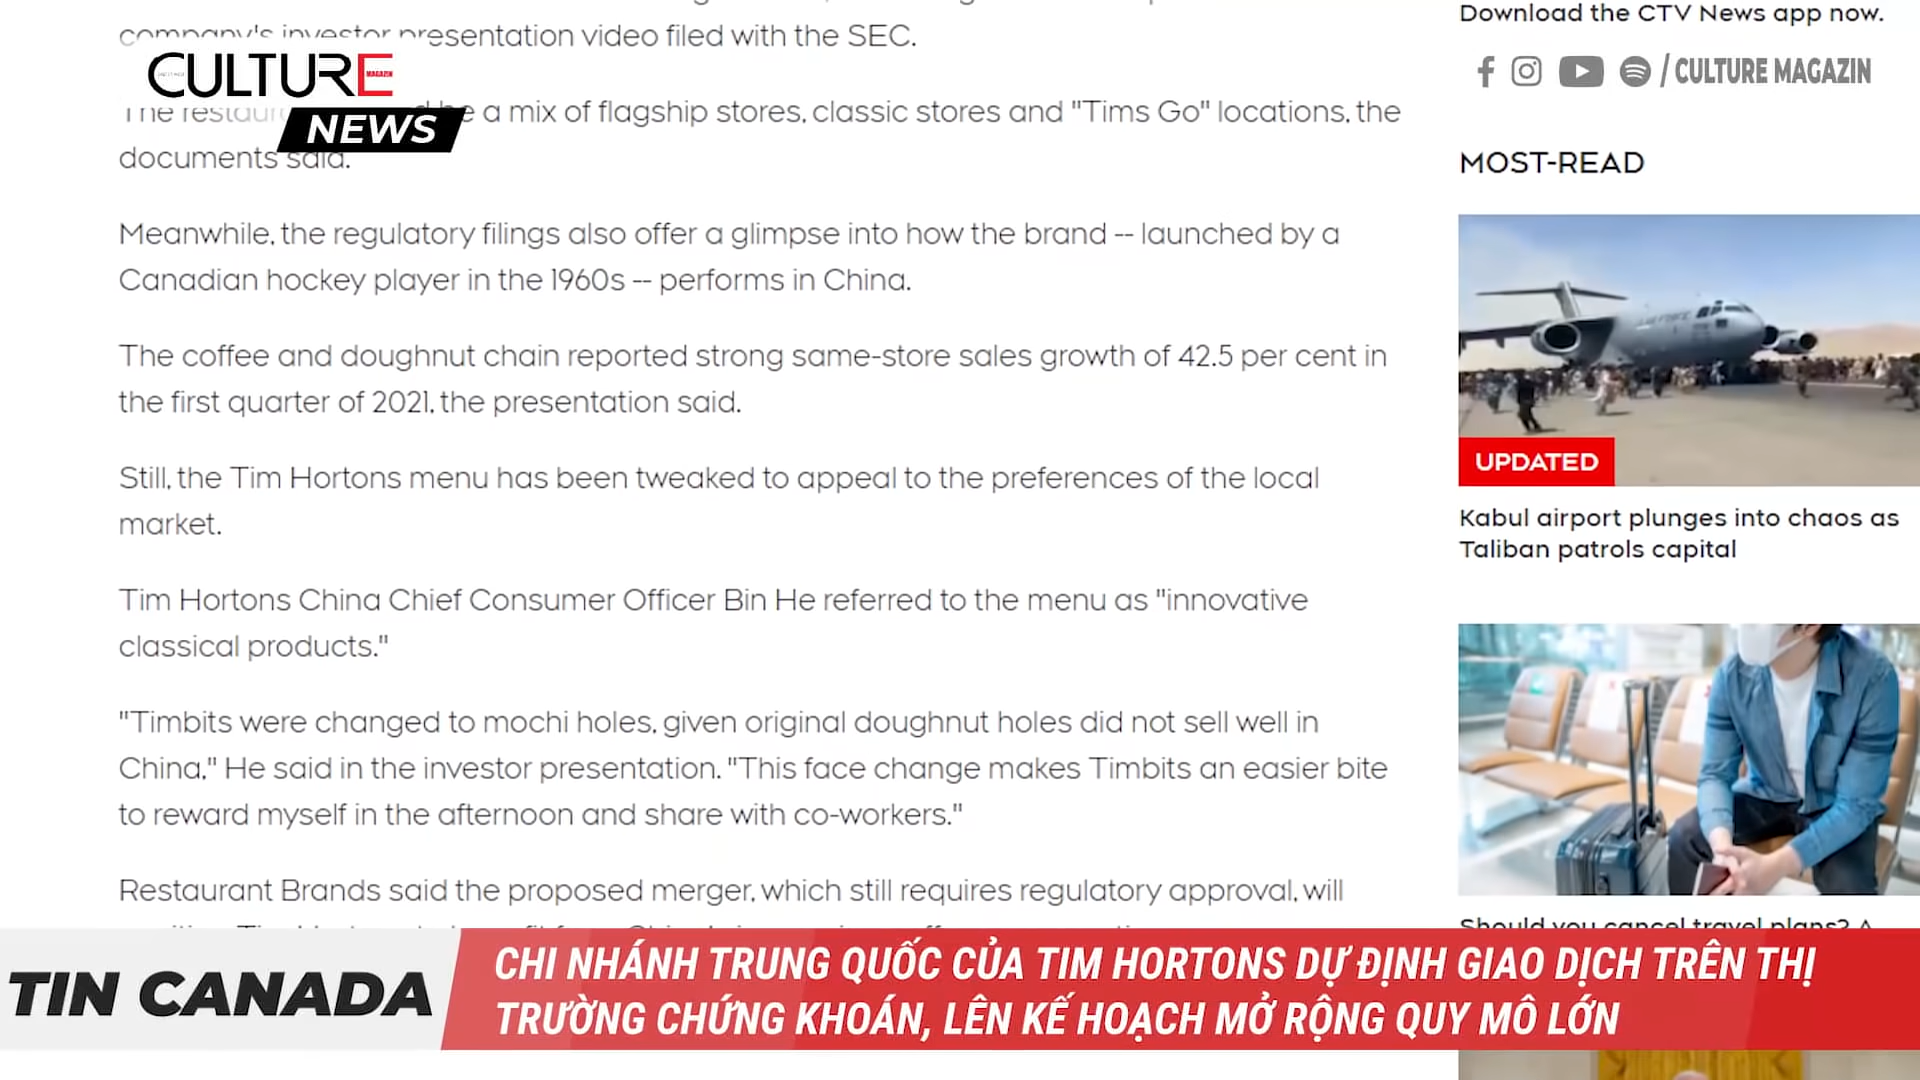 company's investor presentation video filed with the SEC.
CULTURE
MAGAZIN
NEWS
The restaur e a mix of flagship stores, classic stores and "Tims Go" locations, the
documents said.
Meanwhile, the regulatory filings also offer a glimpse into how the brand -- launched by a
Canadian hockey player in the 1960s -- performs in China.
The coffee and doughnut chain reported strong same-store sales growth of 42.5 per cent in
the first quarter of 2021, the presentation said.
Still, the Tim Hortons menu has been tweaked to appeal to the preferences of the local
market.
Tim Hortons China Chief Consumer Officer Bin He referred to the menu as "innovative
classical products."
"Timbits were changed to mochi holes, given original doughnut holes did not sell well in
China," He said in the investor presentation. "This face change makes Timbits an easier bite
to reward myself in the afternoon and share with co-workers."
Restaurant Brands said the proposed merger, which still requires regulatory approval, will
Download the CTV News app now.
/ CULTURE MAGAZIN
MOST-READ
UPDATED
Kabul airport plunges into chaos as
Taliban patrols capital
Should you cancel travel plans? A
TIN CANADA
CHI NHÁNH TRUNG QUỐC CỦA TIM HORTONS DỰ ĐỊNH GIAO DỊCH TRÊN THỊ
TRƯỜNG CHỨNG KHOÁN, LÊN KẾ HOẠCH MỞ RỘNG QUY MÔ LỚN